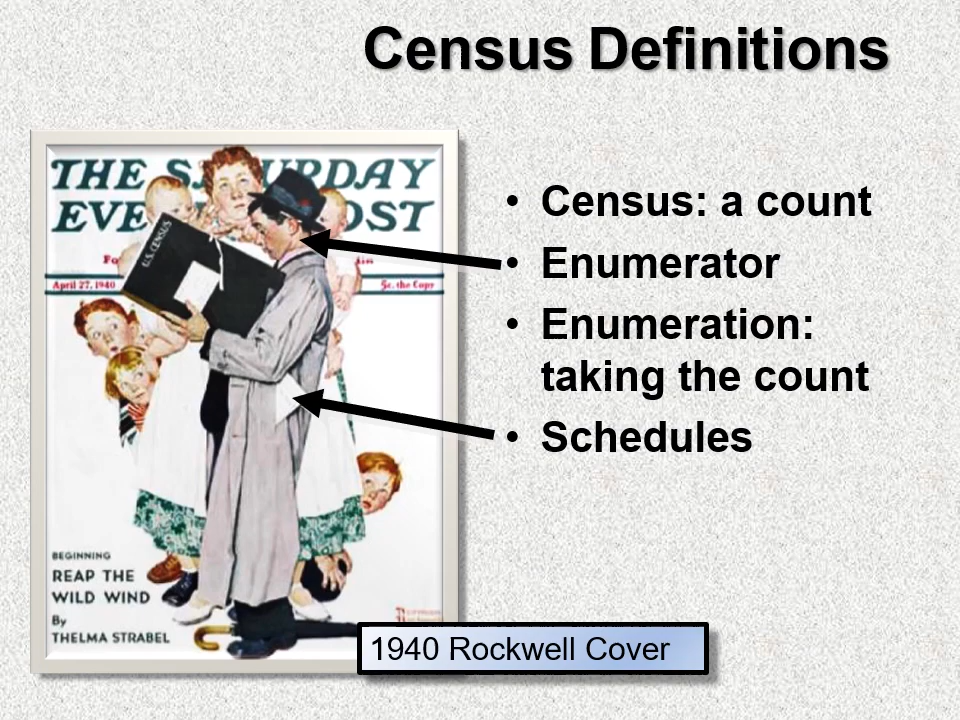 Census Definitions
THE SATURDAY
EVENING POST
U.S. CENSUS
April 27, 1940
5c. the Copy
• Census: a count
• Enumerator
• Enumeration:
taking the count
• Schedules
BEGINNING
REAP THE
WILD WIND
By
THELMA STRABEL
1940 Rockwell Cover